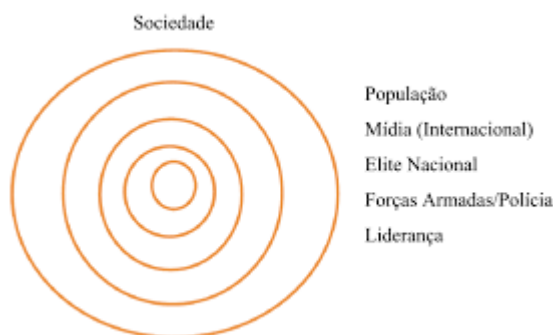 Sociedade
População
Mídia (Internacional)
Elite Nacional
Forças Armadas/Polícia
Liderança